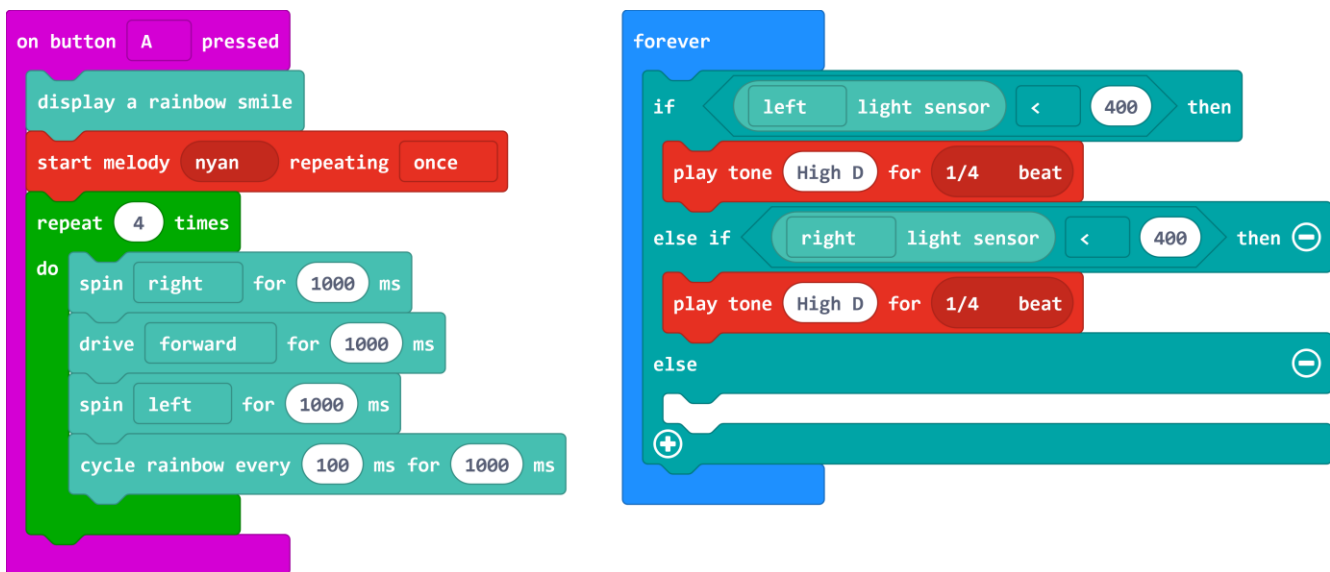 on button A pressed
display a rainbow smile
start melody nyan repeating once
repeat 4 times
do
spin right for 1000 ms
drive forward for 1000 ms
spin left for 1000 ms
cycle rainbow every 100 ms for 1000 ms
forever
if left light sensor < 400 then
play tone High D for 1/4 beat
else if right light sensor < 400 then
play tone High D for 1/4 beat
else